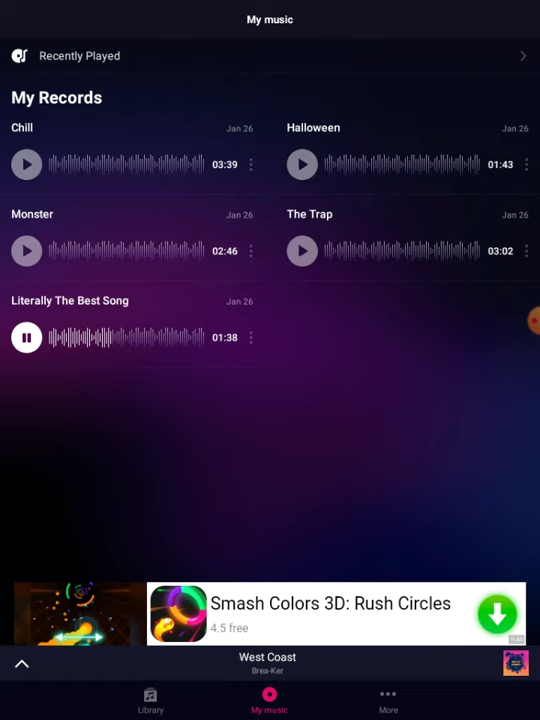 My music
Recently Played
My Records
Chill Jan 26
03:39
Halloween Jan 26
01:43
Monster Jan 26
02:46
The Trap Jan 26
03:02
Literally The Best Song Jan 26
01:38
Smash Colors 3D: Rush Circles
4.5 free
West Coast
Brea-Ker
Library
My music
More